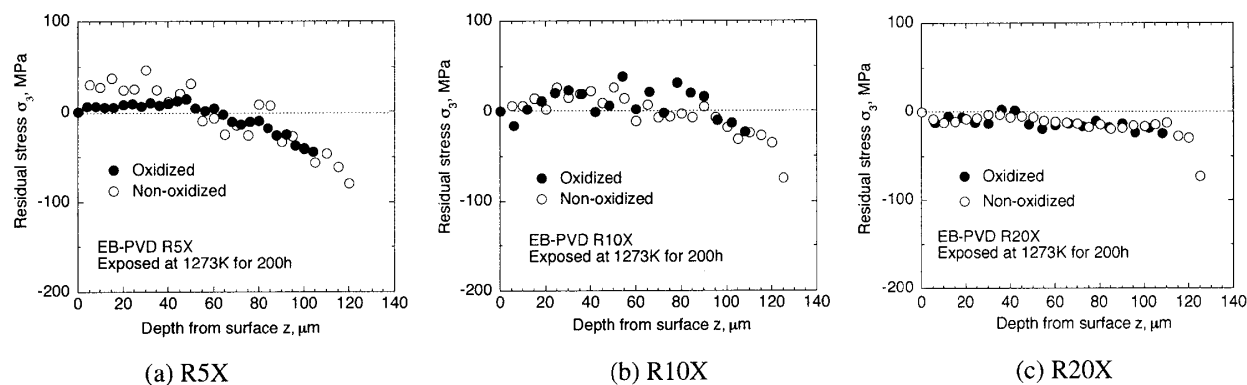 100
0
-100
-200
Residual stress σ3, MPa
Oxidized
Non-oxidized
EB-PVD R5X
Exposed at 1273K for 200h
0 20 40 60 80 100 120 140
Depth from surface z, μm
(a) R5X
100
0
-100
-200
Residual stress σ3, MPa
Oxidized
Non-oxidized
EB-PVD R10X
Exposed at 1273K for 200h
0 20 40 60 80 100 120 140
Depth from surface z, μm
(b) R10X
100
0
-100
-200
Residual stress σ3, MPa
Oxidized
Non-oxidized
EB-PVD R20X
Exposed at 1273K for 200h
0 20 40 60 80 100 120 140
Depth from surface z, μm
(c) R20X